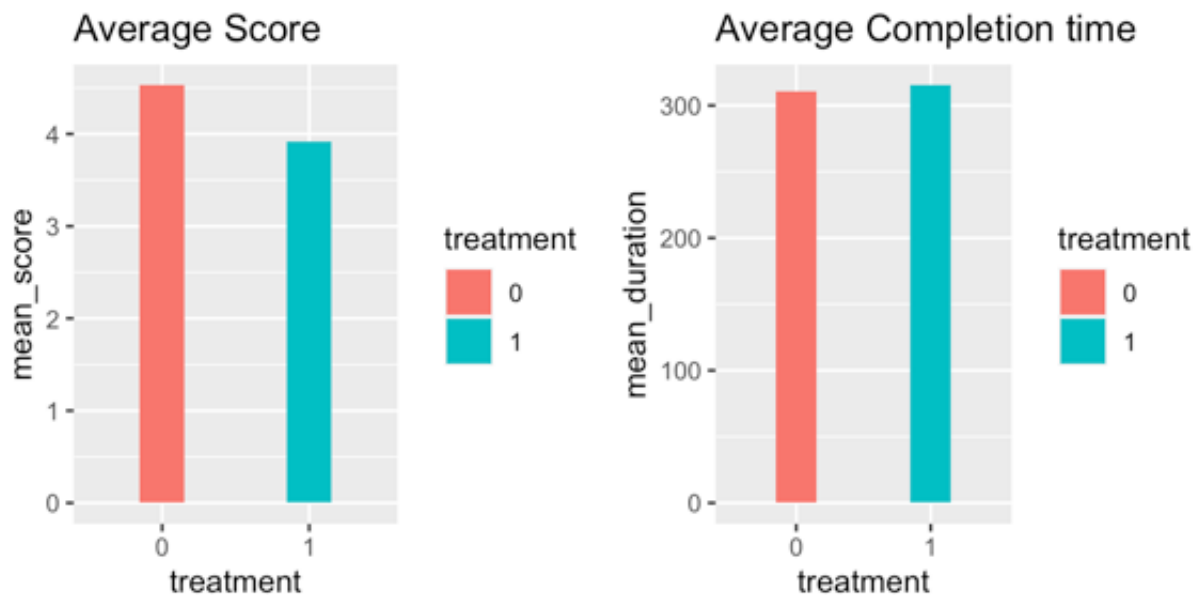 Average Score
mean_score
4
3
2
1
0
0 1
treatment
treatment
0
1
Average Completion time
mean_duration
300
200
100
0
0 1
treatment
treatment
0
1